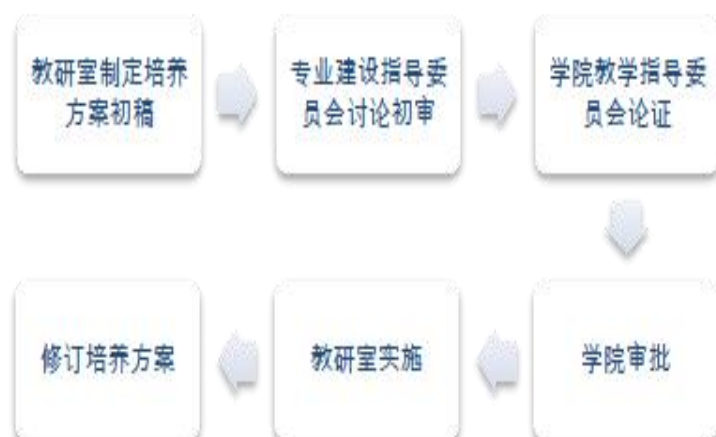 教研室制定培养
方案初稿
专业建设指导委
员会讨论初审
学院教学指导委
员会论证
学院审批
教研室实施
修订培养方案